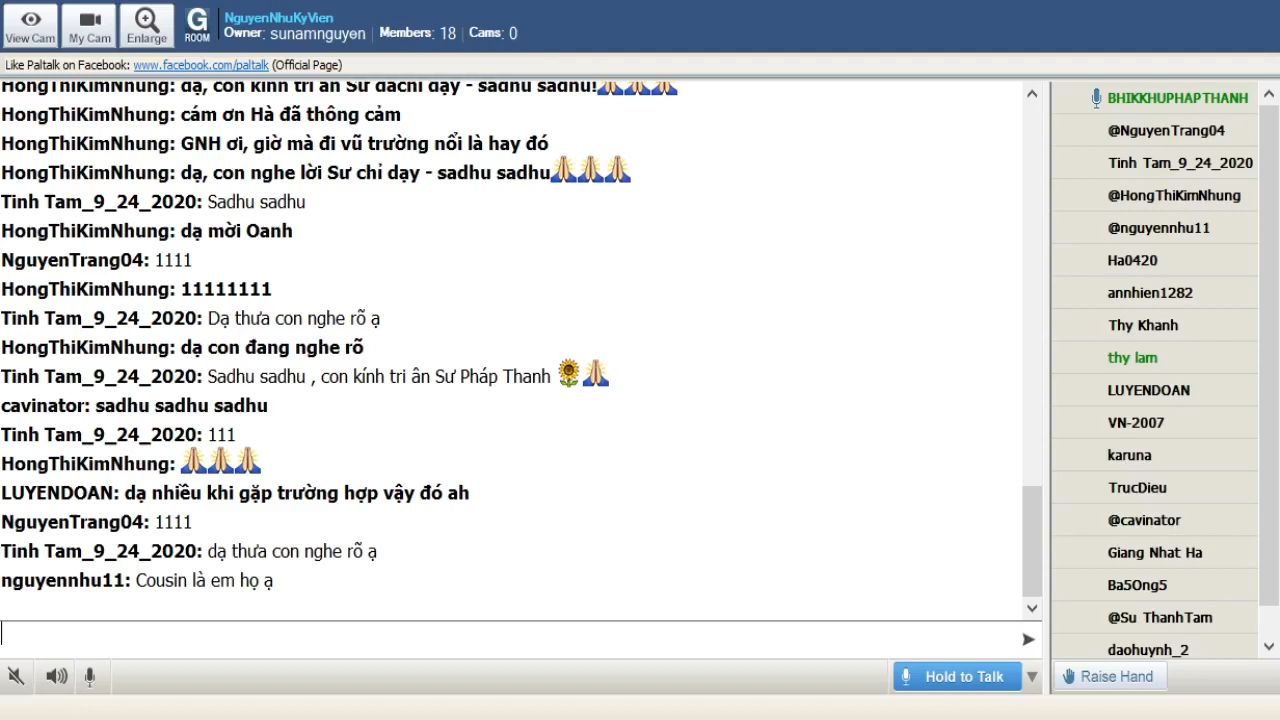 View Cam
My Cam
Enlarge
G
ROOM
NguyenNhuKyVien
Owner: sunamnguyen Members: 18 Cams: 0
Like Paltalk on Facebook: www.facebook.com/paltalk (Official Page)
HongThiKimNhung: dạ, con kính tri ân Sư đachỉ dạy - sadhu sadhu!
HongThiKimNhung: cám ơn Hà đã thông cảm
HongThiKimNhung: GNH ơi, giờ mà đi vũ trường nổi là hay đó
HongThiKimNhung: dạ, con nghe lời Sư chỉ dạy - sadhu sadhu
Tinh Tam_9_24_2020: Sadhu sadhu
HongThiKimNhung: dạ mời Oanh
NguyenTrang04: 1111
HongThiKimNhung: 11111111
Tinh Tam_9_24_2020: Dạ thưa con nghe rõ ạ
HongThiKimNhung: dạ con đang nghe rõ
Tinh Tam_9_24_2020: Sadhu sadhu , con kính tri ân Sư Pháp Thanh
cavinator: sadhu sadhu sadhu
Tinh Tam_9_24_2020: 111
HongThiKimNhung:
LUYENDOAN: dạ nhiều khi gặp trường hợp vậy đó ah
NguyenTrang04: 1111
Tinh Tam_9_24_2020: dạ thưa con nghe rõ ạ
nguyennhu11: Cousin là em họ ạ
BHIKKHUPHAPTHANH
@NguyenTrang04
Tinh Tam_9_24_2020
@HongThiKimNhung
@nguyennhu11
Ha0420
annhien1282
Thy Khanh
thy lam
LUYENDOAN
VN-2007
karuna
TrucDieu
@cavinator
Giang Nhat Ha
Ba5Ong5
@Su ThanhTam
daohuynh_2
Hold to Talk
Raise Hand